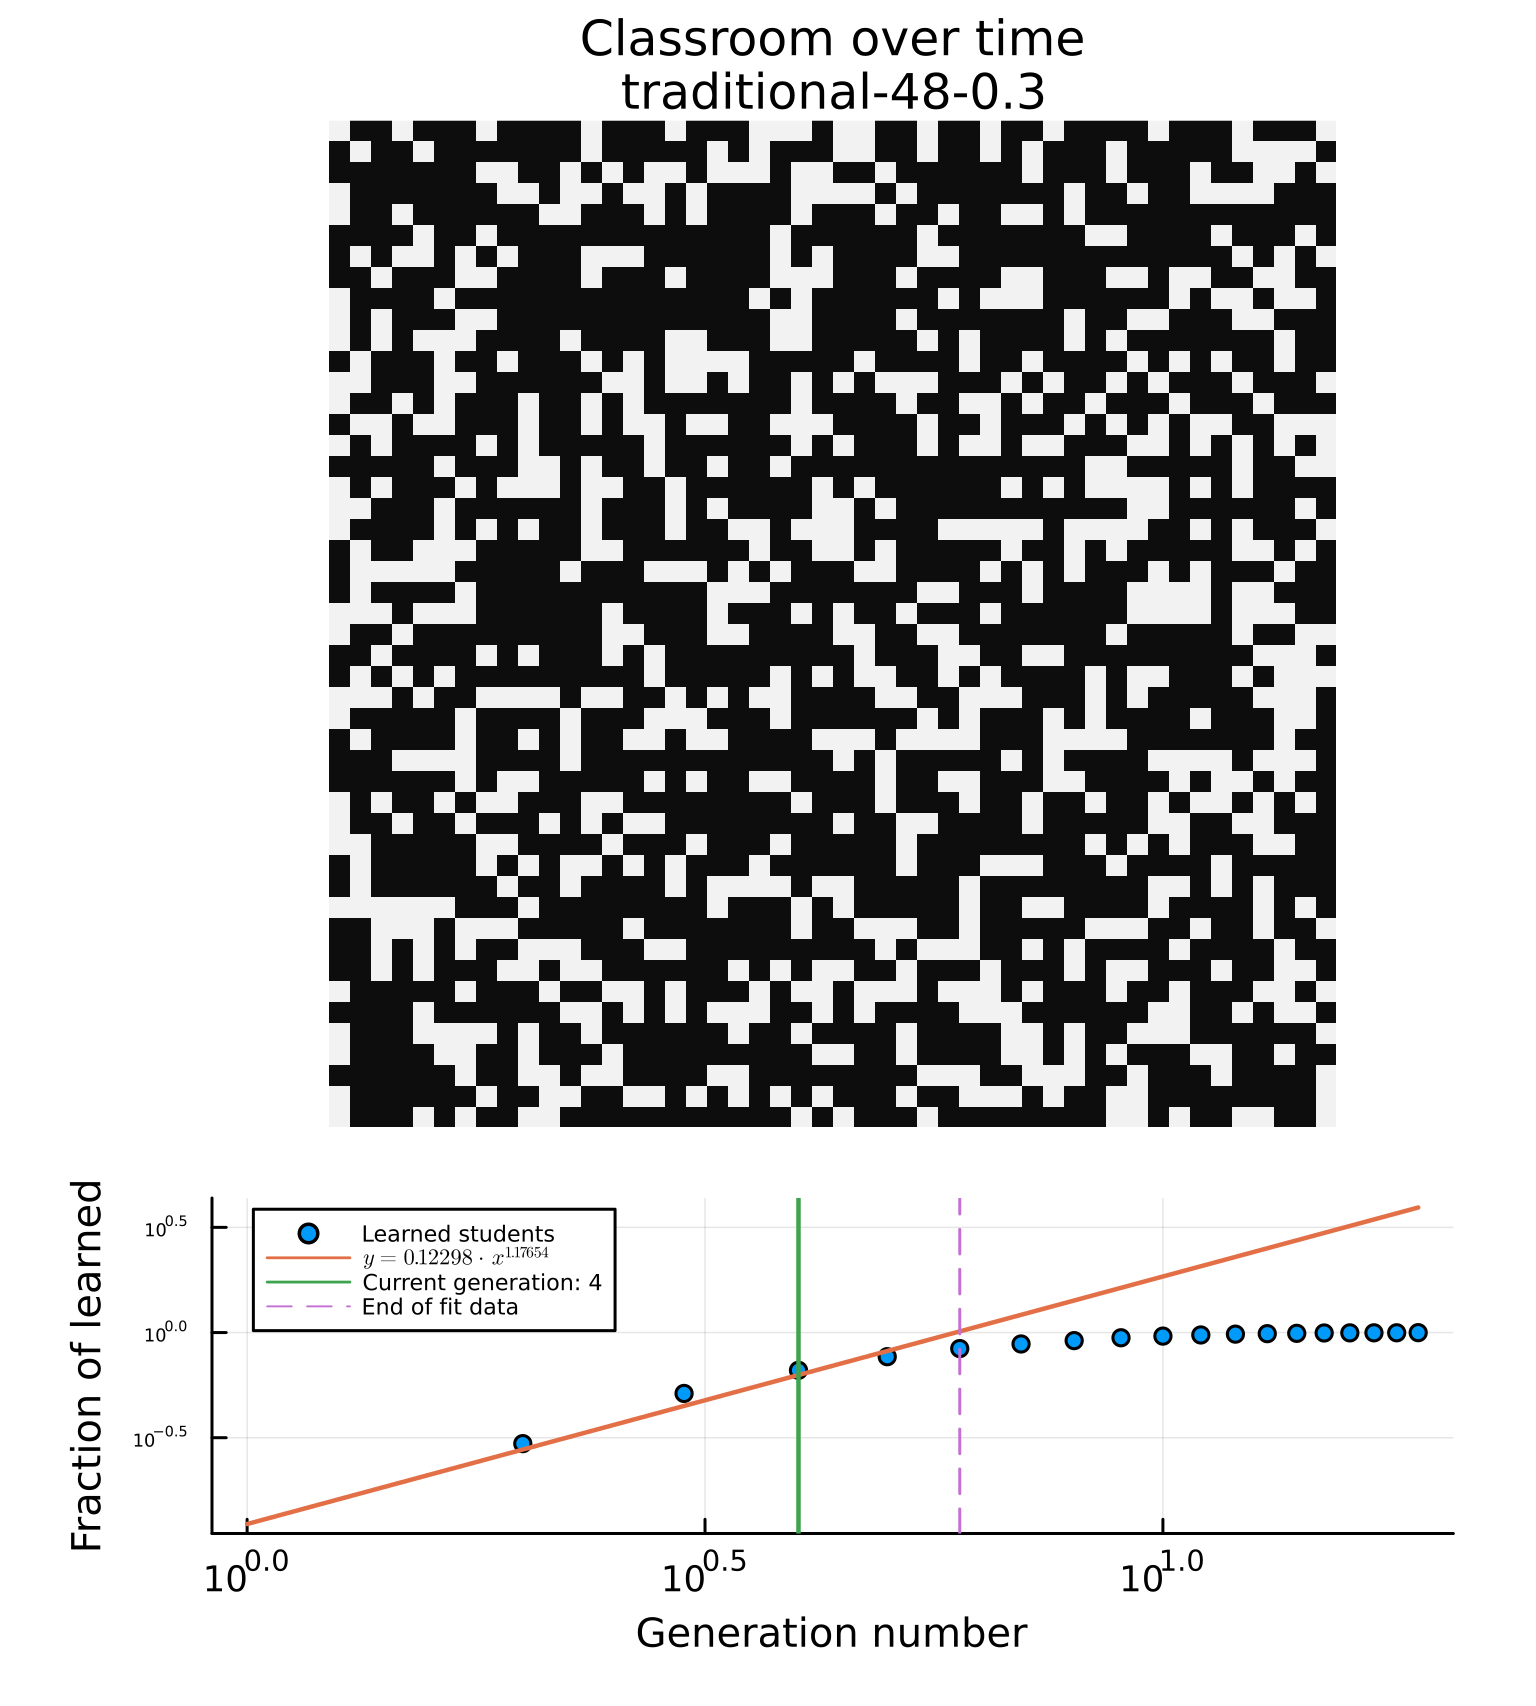 Classroom over time
traditional-48-0.3
Fraction of learned
10^0.5
10^0.0
10^−0.5
Learned students
y = 0.12298 · x^1.17654
Current generation: 4
End of fit data
10^0.0 10^0.5 10^1.0
Generation number